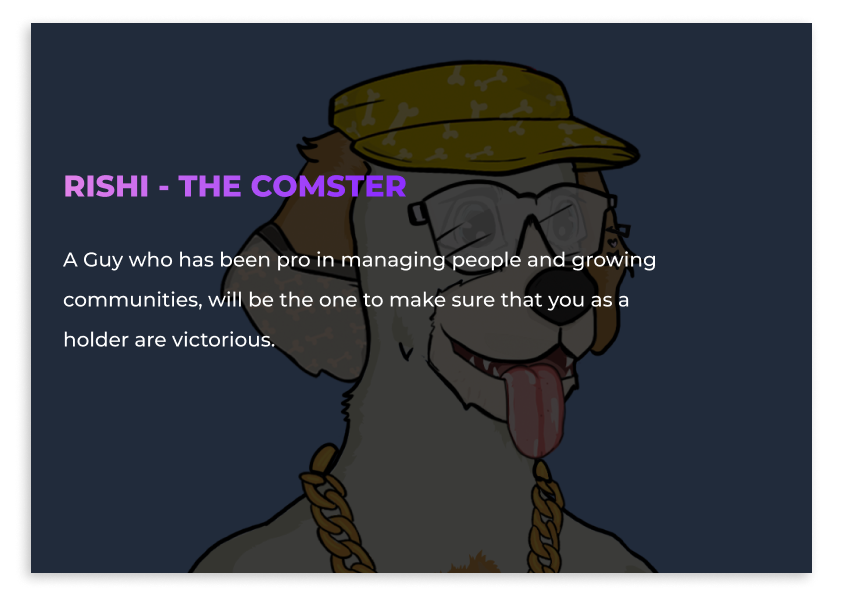 RISHI - THE COMSTER
A Guy who has been pro in managing people and growing
communities, will be the one to make sure that you as a
holder are victorious.